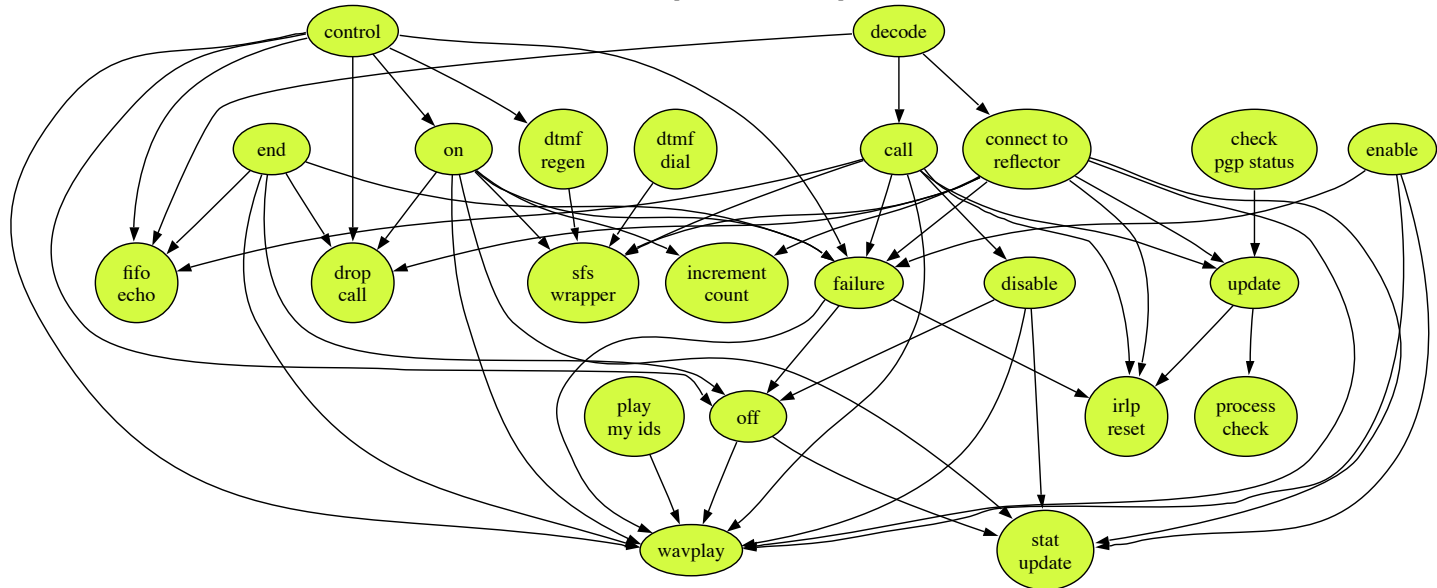 control
decode
end
on
dtmf
regen
dtmf
dial
call
connect to
reflector
check
pgp status
enable
fifo
echo
drop
call
sfs
wrapper
increment
count
failure
disable
update
play
my ids
off
irlp
reset
process
check
wavplay
stat
update